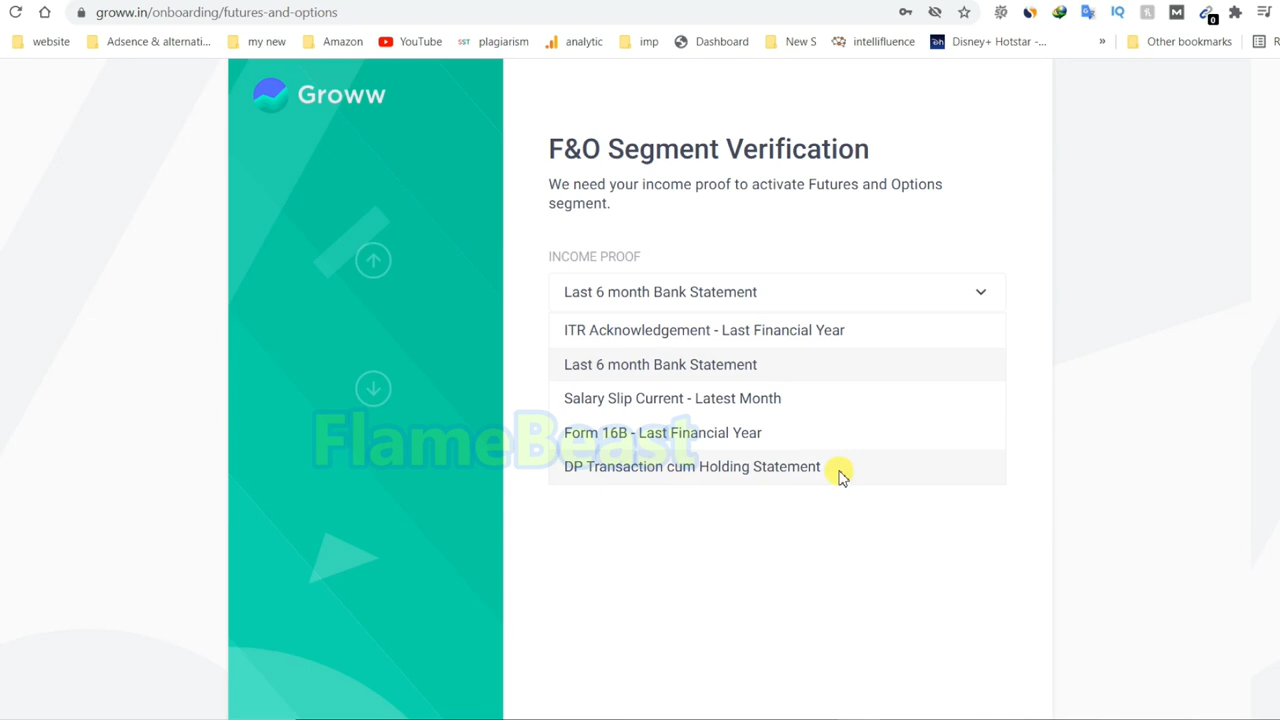 groww.in/onboarding/futures-and-options
0
website
Adsence & alternati...
my new
Amazon
YouTube
SST plagiarism
analytic
imp
Dashboard
New S
intellifluence
Disney+ Hotstar -...
»
Other bookmarks
R
Groww
F&O Segment Verification
We need your income proof to activate Futures and Options
segment.
INCOME PROOF
Last 6 month Bank Statement
ITR Acknowledgement - Last Financial Year
Last 6 month Bank Statement
Salary Slip Current - Latest Month
Form 16B - Last Financial Year
DP Transaction cum Holding Statement
FlameBeast